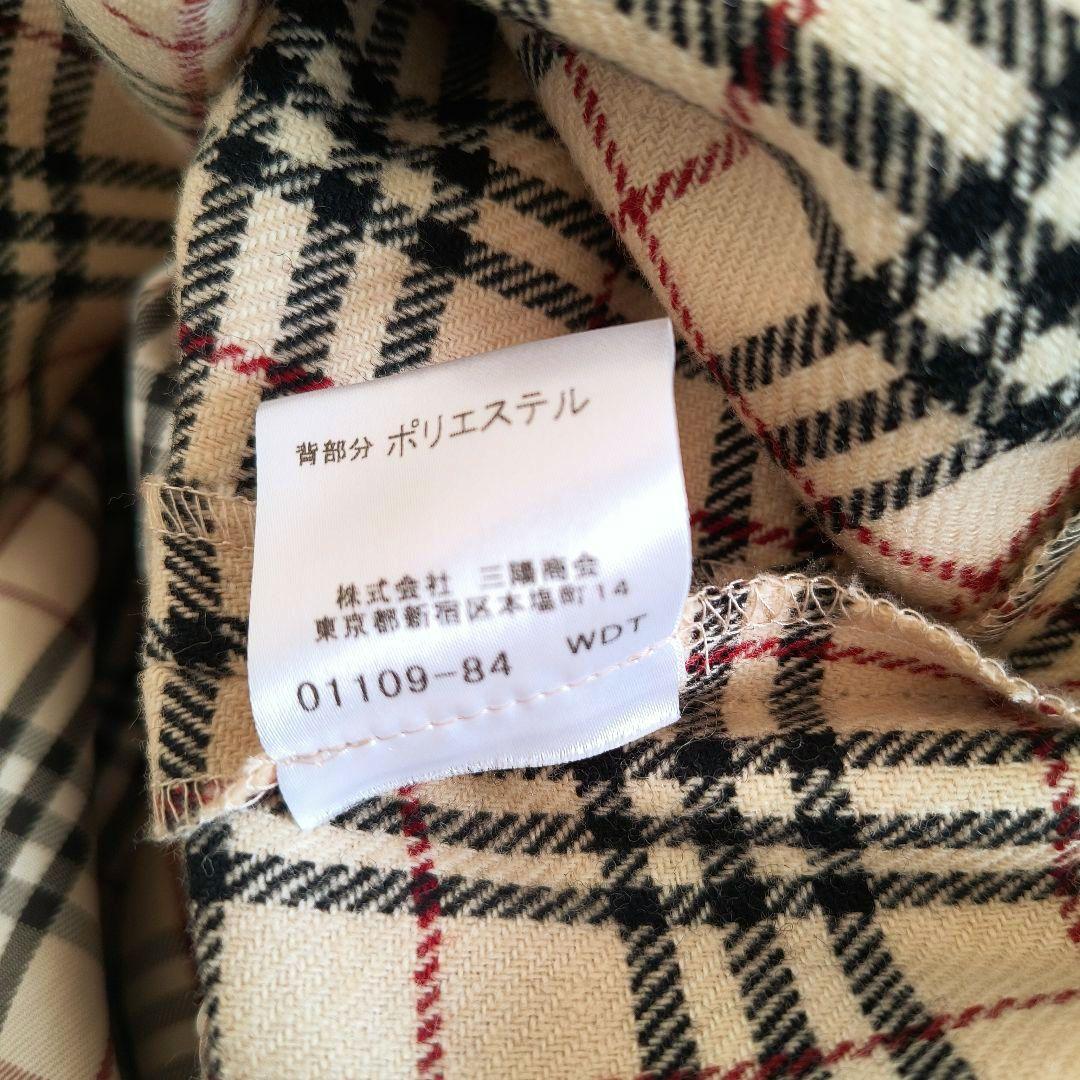 背部分 ポリエステル
株式会社 三陽商会
東京都新宿区本塩町14
01109-84 WDT